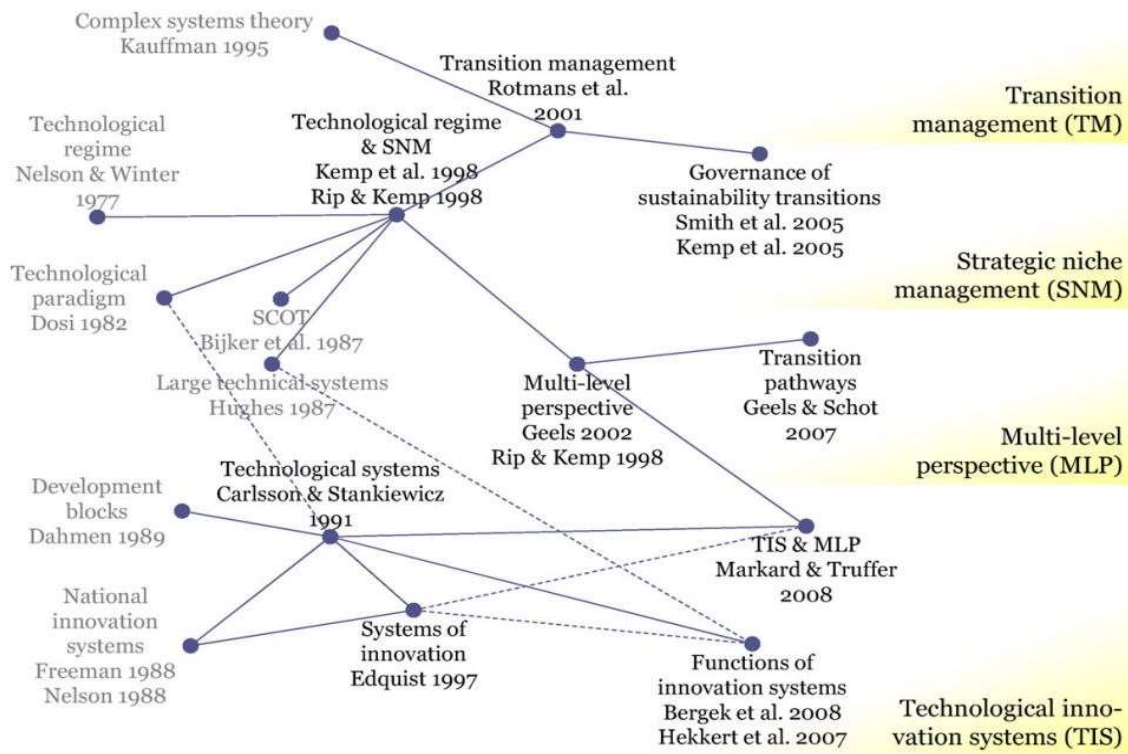 Complex systems theory
Kauffman 1995
Transition management
Rotmans et al.
2001
Transition
management (TM)
Technological
regime
Nelson & Winter
1977
Technological regime
& SNM
Kemp et al. 1998
Rip & Kemp 1998
Governance of
sustainability transitions
Smith et al. 2005
Kemp et al. 2005
Strategic niche
management (SNM)
Technological
paradigm
Dosi 1982
SCOT
Bijker et al. 1987
Large technical systems
Hughes 1987
Multi-level
perspective
Geels 2002
Rip & Kemp 1998
Transition
pathways
Geels & Schot
2007
Multi-level
perspective (MLP)
Technological systems
Carlsson & Stankiewicz
1991
Development
blocks
Dahmen 1989
TIS & MLP
Markard & Truffer
2008
National
innovation
systems
Freeman 1988
Nelson 1988
Systems of
innovation
Edquist 1997
Functions of
innovation systems
Bergek et al. 2008
Hekkert et al. 2007
Technological inno-
vation systems (TIS)